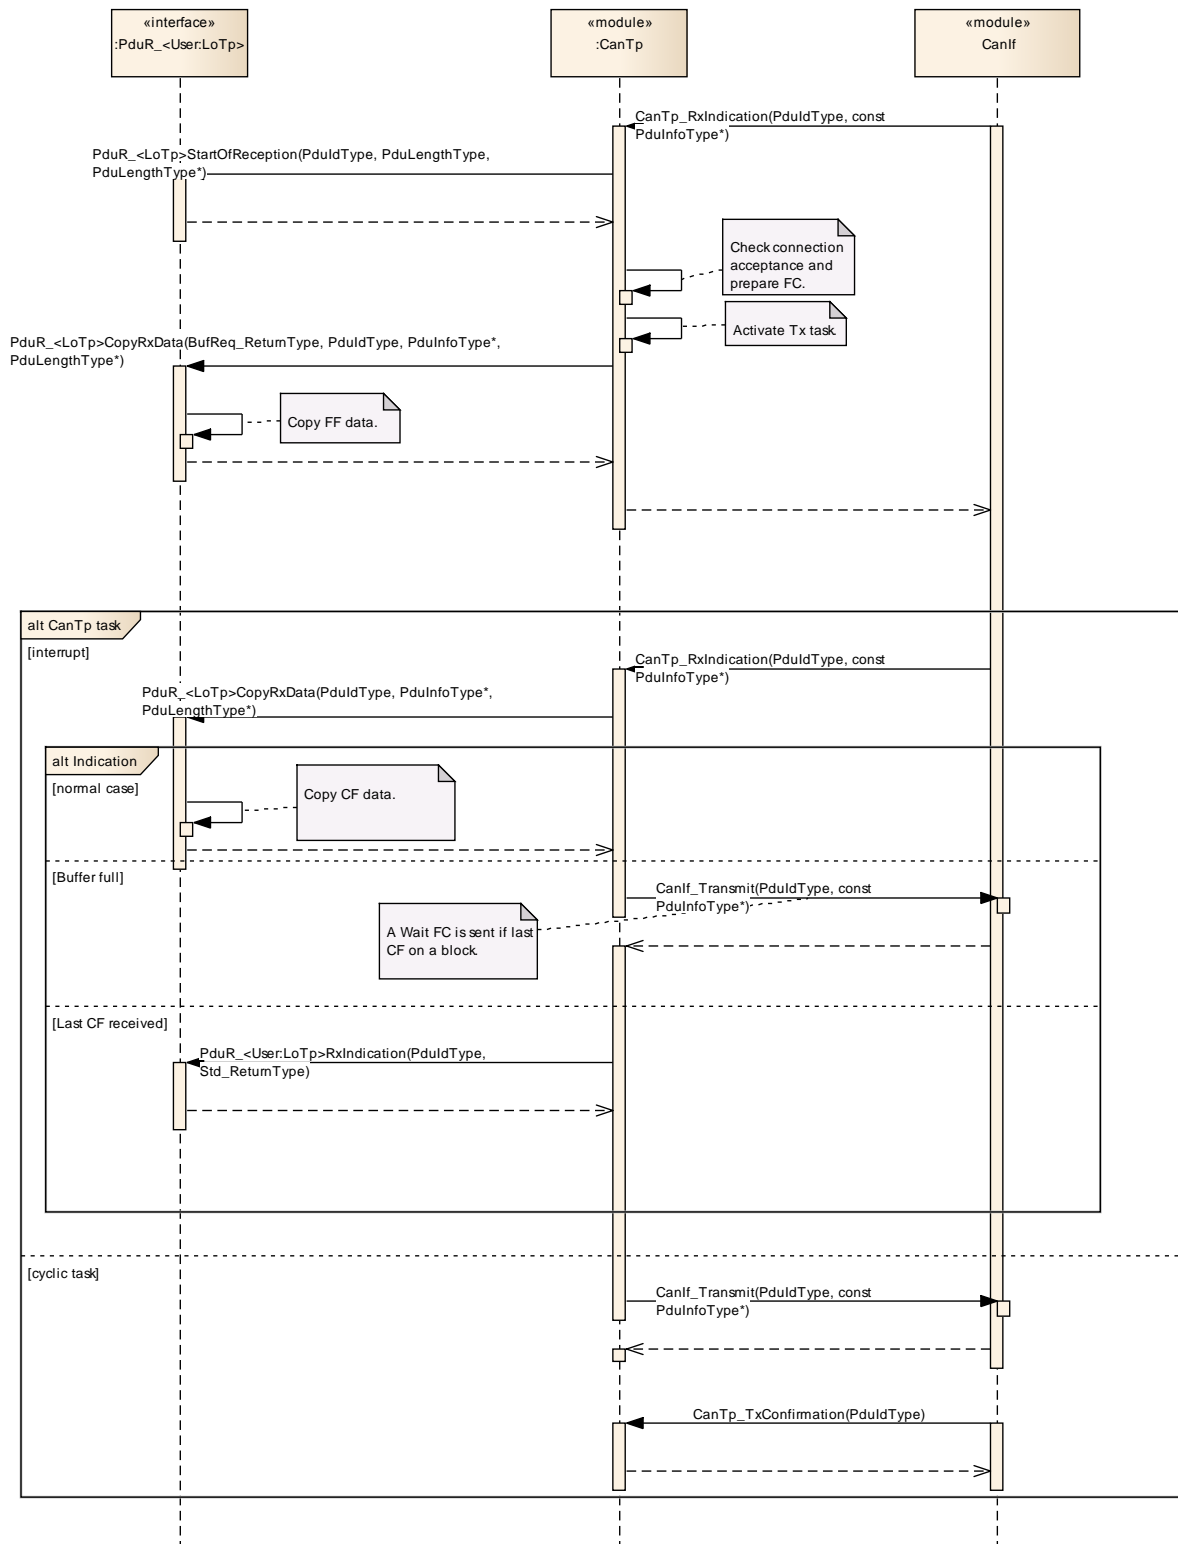 «interface»
:PduR_<User:LoTp>
«module»
:CanTp
«module»
CanIf
CanTp_RxIndication(PduIdType, const
PduInfoType*)
PduR_<LoTp>StartOfReception(PduIdType, PduLengthType,
PduLengthType*)
Check connection
acceptance and
prepare FC.
Activate Tx task.
PduR_<LoTp>CopyRxData(BufReq_ReturnType, PduIdType, PduInfoType*,
PduLengthType*)
Copy FF data.
alt CanTp task
[interrupt]
CanTp_RxIndication(PduIdType, const
PduInfoType*)
PduR_<LoTp>CopyRxData(PduIdType, PduInfoType*,
PduLengthType*)
alt Indication
[normal case]
Copy CF data.
[Buffer full]
CanIf_Transmit(PduIdType, const
PduInfoType*)
A Wait FC is sent if last
CF on a block.
[Last CF received]
PduR_<User:LoTp>RxIndication(PduIdType,
Std_ReturnType)
[cyclic task]
CanIf_Transmit(PduIdType, const
PduInfoType*)
CanTp_TxConfirmation(PduIdType)